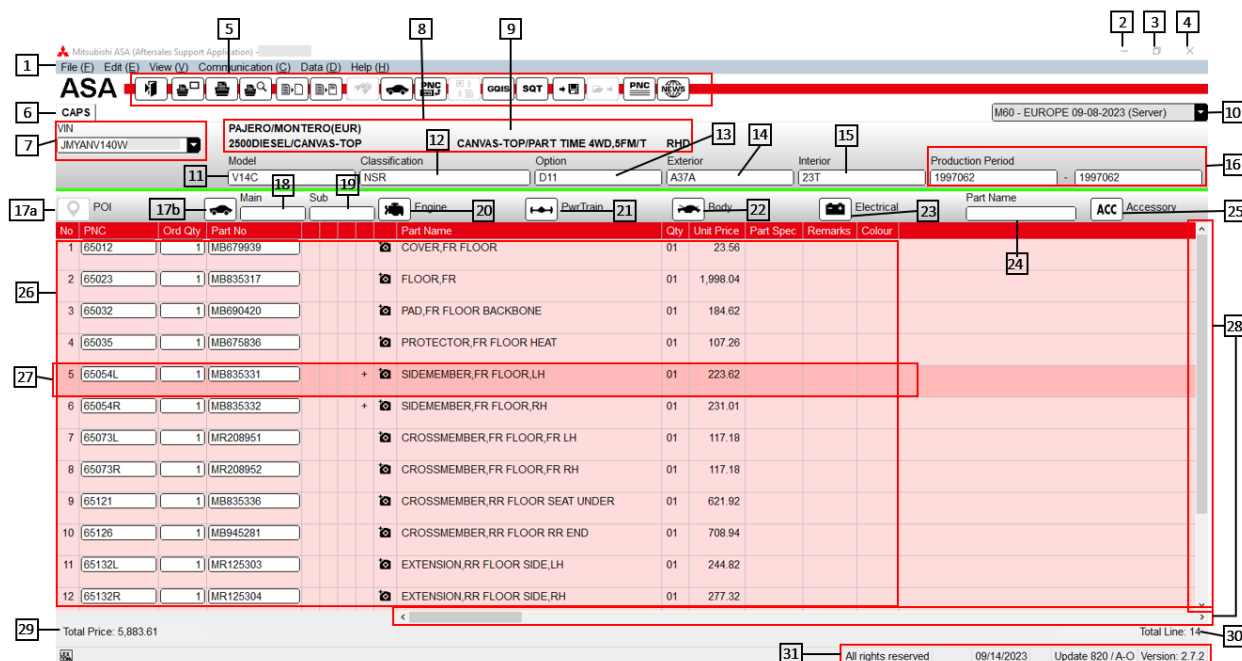 5 8 9 2 3 4
Mitsubishi ASA (Aftersales Support Application) -
1 File (F) Edit (E) View (V) Communication (C) Data (D) Help (H)
ASA PNC GQIS SQT PNC NEWS
6 CAPS M60 - EUROPE 09-08-2023 (Server) 10
VIN PAJERO/MONTERO(EUR)
7 JMYANV140W 2500DIESEL/CANVAS-TOP CANVAS-TOP/PART TIME 4WD,5FM/T RHD
12 13 14 15
Model Classification Option Exterior Interior Production Period 16
11 V14C NSR D11 A37A 23T 1997062 - 1997062
18 19
17a POI 17b Main Sub Engine PwrTrain Body Electrical Part Name ACC Accessory 25
20 21 22 23 24
No PNC Ord Qty Part No Part Name Qty Unit Price Part Spec Remarks Colour
1 65012 1 MB679939 COVER,FR FLOOR 01 23.56
26
2 65023 1 MB835317 FLOOR,FR 01 1,998.04
3 65032 1 MB690420 PAD,FR FLOOR BACKBONE 01 184.62
28
4 65035 1 MB675836 PROTECTOR,FR FLOOR HEAT 01 107.26
27 5 65054L 1 MB835331 + SIDEMEMBER,FR FLOOR,LH 01 223.62
6 65054R 1 MB835332 + SIDEMEMBER,FR FLOOR,RH 01 231.01
7 65073L 1 MR208951 CROSSMEMBER,FR FLOOR,FR LH 01 117.18
8 65073R 1 MR208952 CROSSMEMBER,FR FLOOR,FR RH 01 117.18
9 65121 1 MB835336 CROSSMEMBER,RR FLOOR SEAT UNDER 01 621.92
10 65126 1 MB945281 CROSSMEMBER,RR FLOOR RR END 01 708.94
11 65132L 1 MR125303 EXTENSION,RR FLOOR SIDE,LH 01 244.82
12 65132R 1 MR125304 EXTENSION,RR FLOOR SIDE,RH 01 277.32
29 Total Price: 5,883.61 Total Line: 14 30
31 All rights reserved 09/14/2023 Update 820 / A-O Version: 2.7.2